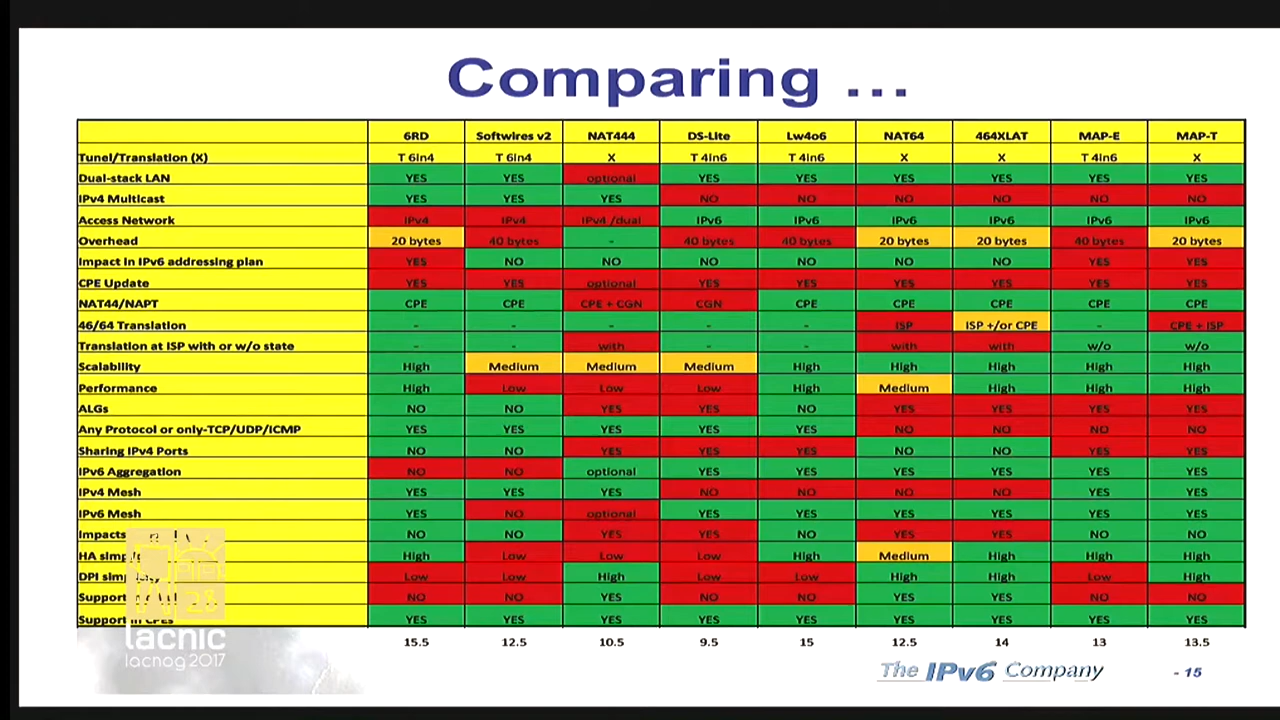 Comparing ...
6RD Softwires v2 NAT444 DS-Lite Lw4o6 NAT64 464XLAT MAP-E MAP-T
Tunel/Translation (X) T 6in4 T 6in4 X T 4in6 T 4in6 X X T 4in6 X
Dual-stack LAN YES YES optional YES YES YES YES YES YES
IPv4 Multicast YES YES YES NO NO NO NO NO NO
Access Network IPv4 IPv4 IPv4 /dual IPv6 IPv6 IPv6 IPv6 IPv6 IPv6
Overhead 20 bytes 40 bytes - 40 bytes 40 bytes 20 bytes 20 bytes 40 bytes 20 bytes
Impact in IPv6 addressing plan YES NO NO NO NO NO NO YES YES
CPE Update YES YES optional YES YES YES YES YES YES
NAT44/NAPT CPE CPE CPE + CGN CGN CPE CPE CPE CPE CPE
46/64 Translation - - - - - ISP ISP +/or CPE - CPE + ISP
Translation at ISP with or w/o state - - with - - with with w/o w/o
Scalability High Medium Medium Medium High High High High High
Performance High Low Low Low High Medium High High High
ALGs NO NO YES YES NO YES YES YES YES
Any Protocol or only-TCP/UDP/ICMP YES YES YES YES YES NO NO NO NO
Sharing IPv4 Ports NO NO YES YES YES NO NO YES YES
IPv6 Aggregation NO NO optional YES YES YES YES YES YES
IPv4 Mesh YES YES YES NO NO NO NO YES YES
IPv6 Mesh YES NO optional YES YES YES YES YES YES
Impacts NO NO YES YES NO YES YES NO NO
HA High Low Low Low High Medium High High High
DPI Low Low High Low Low High High Low High
Support NO NO YES NO NO YES YES NO NO
Support in CPEs YES YES YES YES YES YES YES YES YES
15.5 12.5 10.5 9.5 15 12.5 14 13 13.5
lacnic
lacnog 2017
The IPv6 Company
- 15